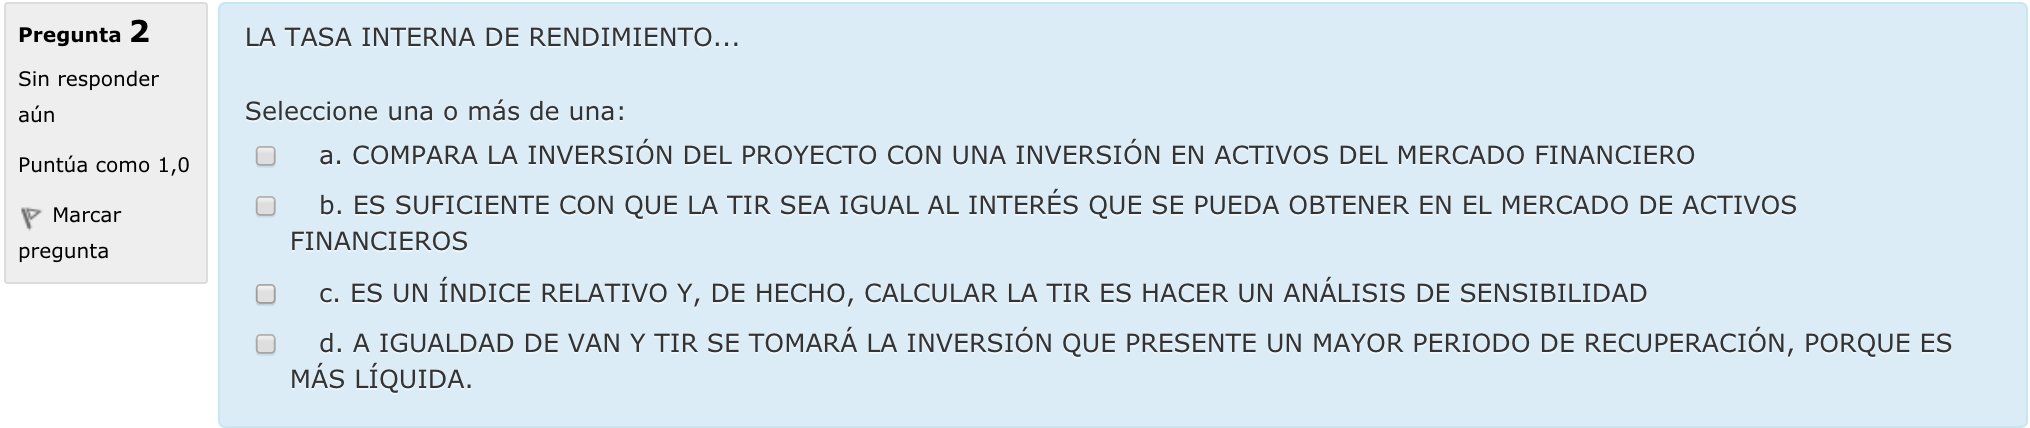 Pregunta 2
Sin responder
aún
Puntúa como 1,0
Marcar
pregunta
LA TASA INTERNA DE RENDIMIENTO...
Seleccione una o más de una:
a. COMPARA LA INVERSIÓN DEL PROYECTO CON UNA INVERSIÓN EN ACTIVOS DEL MERCADO FINANCIERO
b. ES SUFICIENTE CON QUE LA TIR SEA IGUAL AL INTERÉS QUE SE PUEDA OBTENER EN EL MERCADO DE ACTIVOS
FINANCIEROS
c. ES UN ÍNDICE RELATIVO Y, DE HECHO, CALCULAR LA TIR ES HACER UN ANÁLISIS DE SENSIBILIDAD
d. A IGUALDAD DE VAN Y TIR SE TOMARÁ LA INVERSIÓN QUE PRESENTE UN MAYOR PERIODO DE RECUPERACIÓN, PORQUE ES
MÁS LÍQUIDA.